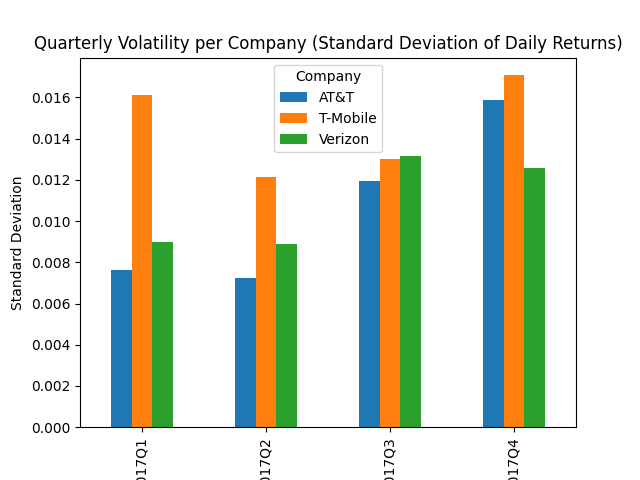 Quarterly Volatility per Company (Standard Deviation of Daily Returns)
Company
AT&T
T-Mobile
Verizon
Standard Deviation
0.016
0.014
0.012
0.010
0.008
0.006
0.004
0.002
0.000
017Q1
017Q2
017Q3
017Q4